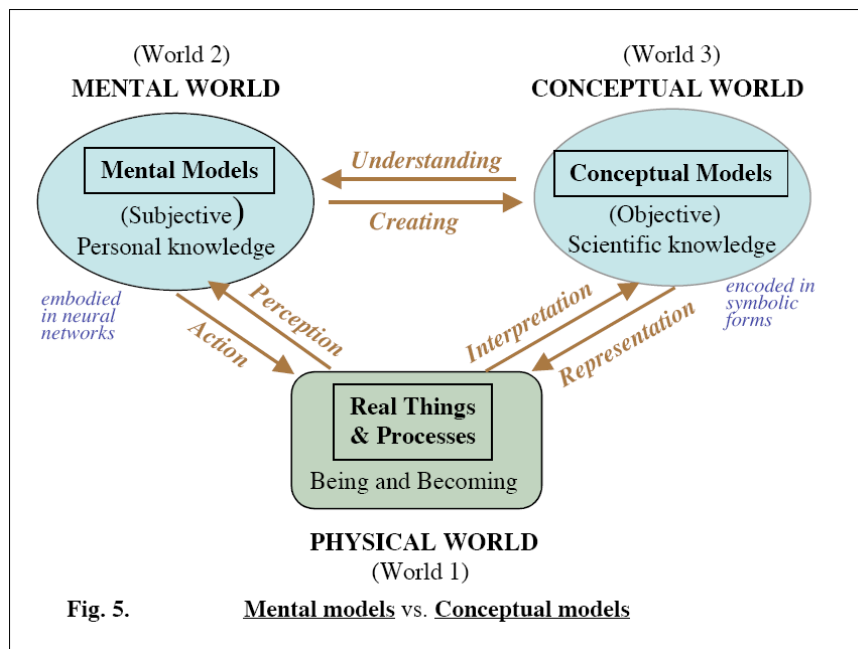 (World 2)
MENTAL WORLD
(World 3)
CONCEPTUAL WORLD
Mental Models
(Subjective)
Personal knowledge
Understanding
Creating
Conceptual Models
(Objective)
Scientific knowledge
embodied
in neural
networks
Action
Perception
Interpretation
Representation
encoded in
symbolic
forms
Real Things
& Processes
Being and Becoming
PHYSICAL WORLD
(World 1)
Fig. 5. Mental models vs. Conceptual models